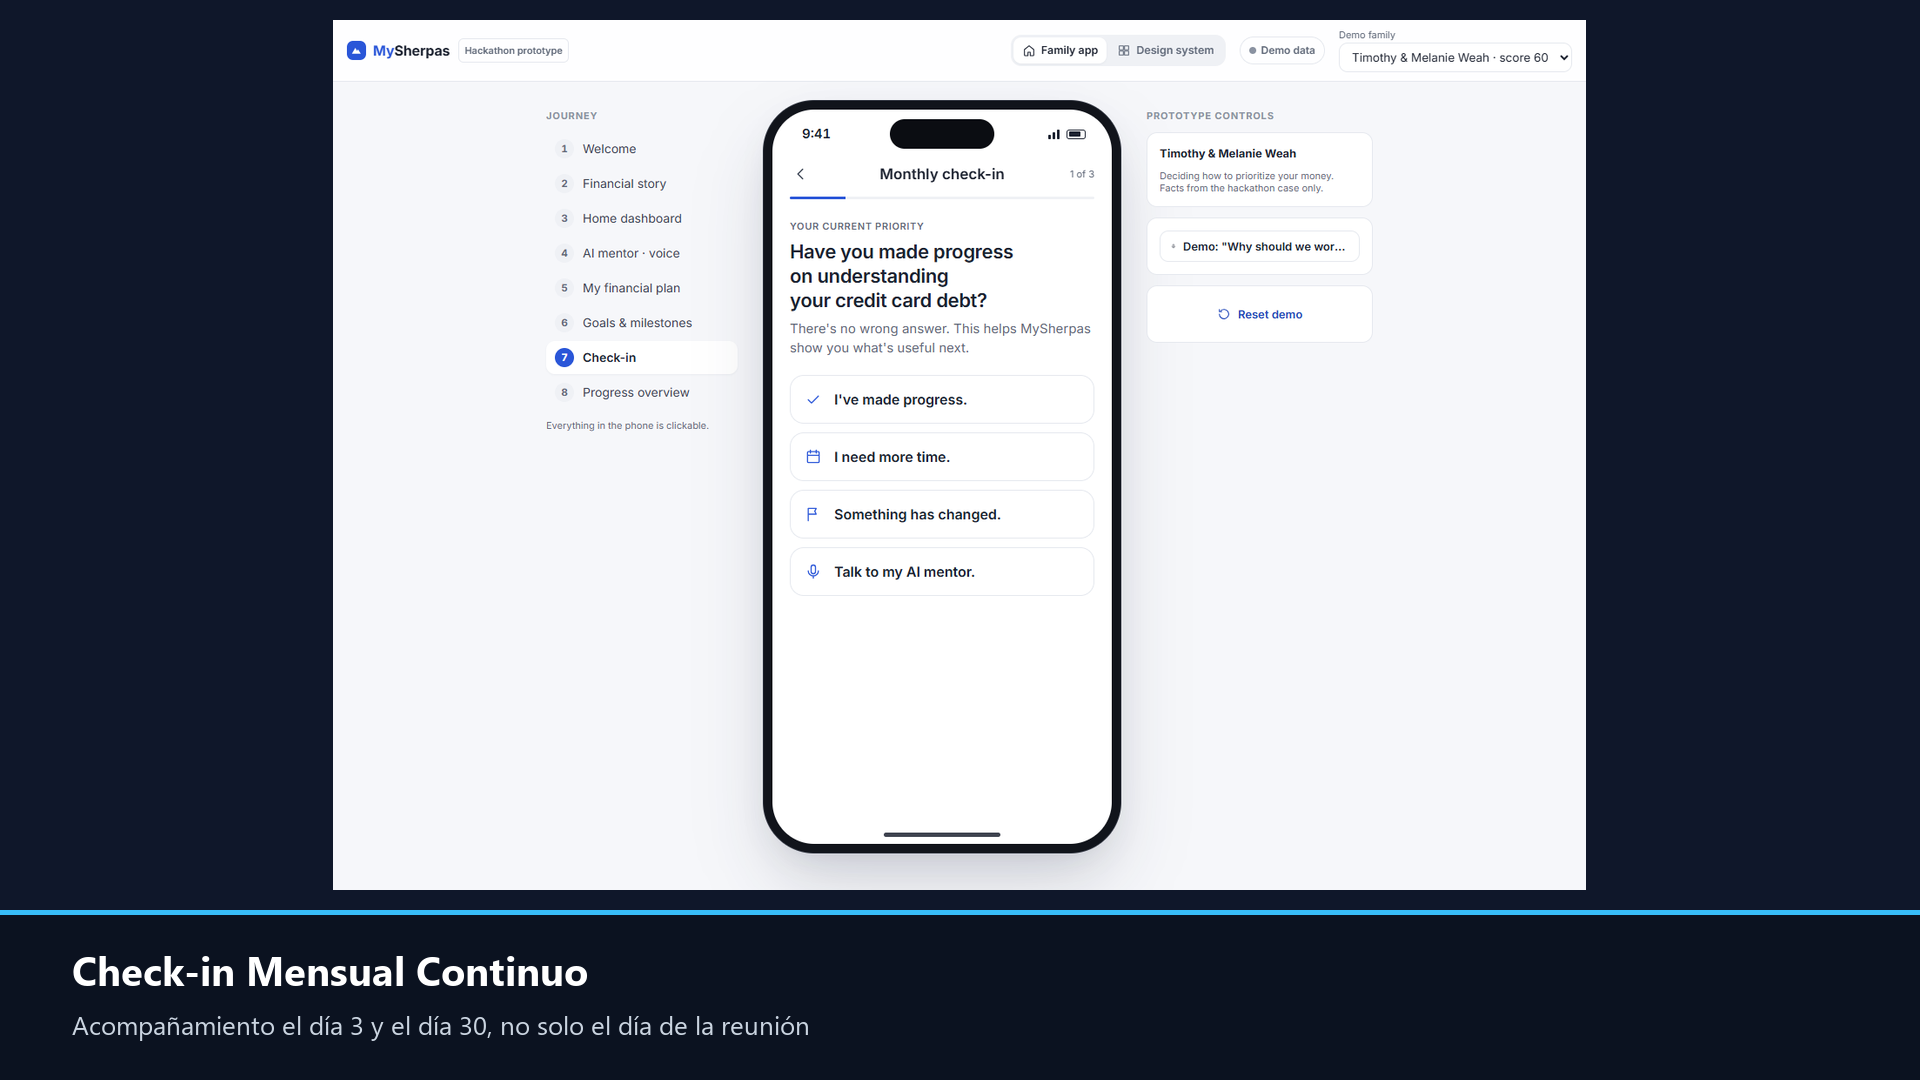 MySherpas
Hackathon prototype
Family app
Design system
Demo data
Demo family
Timothy & Melanie Weah · score 60
JOURNEY
1 Welcome
2 Financial story
3 Home dashboard
4 AI mentor · voice
5 My financial plan
6 Goals & milestones
7 Check-in
8 Progress overview
Everything in the phone is clickable.
9:41
Monthly check-in
1 of 3
YOUR CURRENT PRIORITY
Have you made progress
on understanding
your credit card debt?
There's no wrong answer. This helps MySherpas
show you what's useful next.
I've made progress.
I need more time.
Something has changed.
Talk to my AI mentor.
PROTOTYPE CONTROLS
Timothy & Melanie Weah
Deciding how to prioritize your money.
Facts from the hackathon case only.
Demo: "Why should we wor...
Reset demo
Check-in Mensual Continuo
Acompañamiento el día 3 y el día 30, no solo el día de la reunión